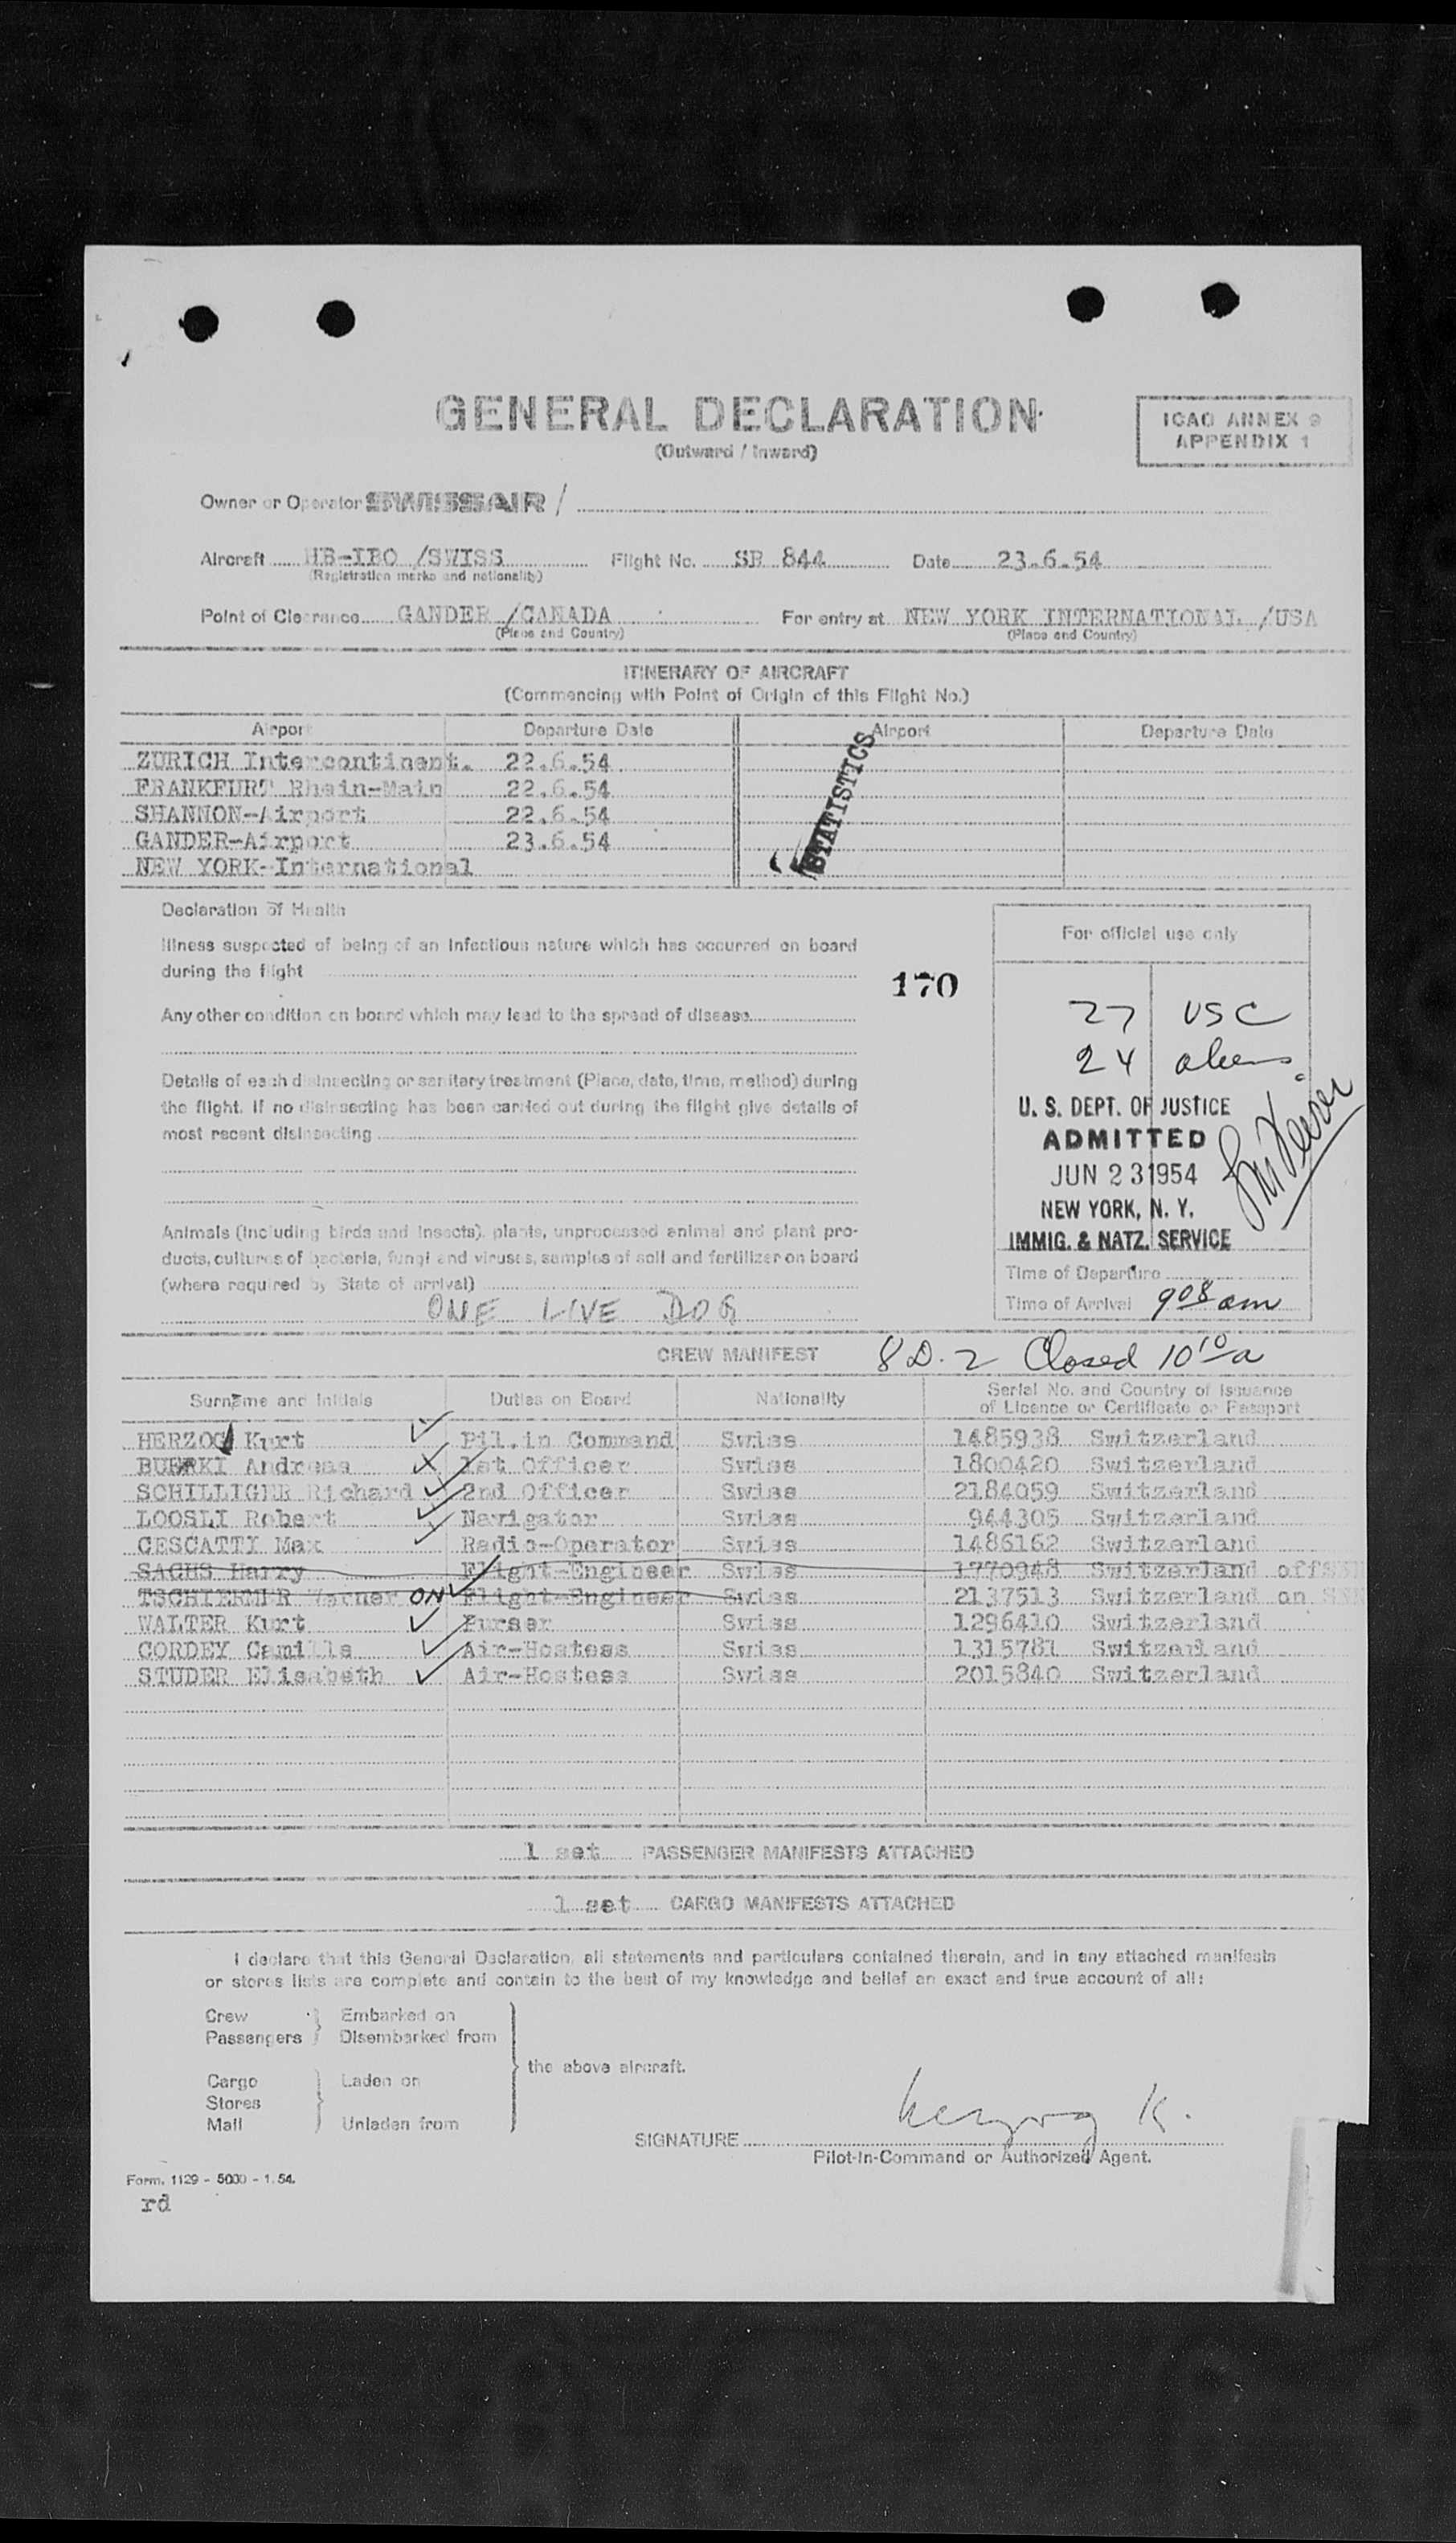 GENERAL DECLARATION
(Outward / Inward)
ICAO ANNEX 9
APPENDIX 1
Owner or Operator SWISSAIR /
Aircraft HB-IBO /SWISS Flight No. SR 844 Date 23.6.54
(Registration marks and nationality)
Point of Clearance GANDER /CANADA For entry at NEW YORK INTERNATIONAL /USA
(Place and Country) (Place and Country)
ITINERARY OF AIRCRAFT
(Commencing with Point of Origin of this Flight No.)
Airport Departure Date Airport Departure Date
ZURICH Intercontinent. 22.6.54
FRANKFURT Rhein-Main 22.6.54
SHANNON-Airport 22.6.54
GANDER-Airport 23.6.54
NEW YORK-International
STATISTICS
Declaration of Health
Illness suspected of being of an infectious nature which has occurred on board
during the flight
Any other condition on board which may lead to the spread of disease
Details of each disinsecting or sanitary treatment (Place, date, time, method) during
the flight. If no disinsecting has been carried out during the flight give details of
most recent disinsecting
Animals (including birds and insects), plants, unprocessed animal and plant pro-
ducts, cultures of bacteria, fungi and viruses, samples of soil and fertilizer on board
(where required by State of arrival)
ONE LIVE DOG
170
For official use only
27 USC
24 aliens
U. S. DEPT. OF JUSTICE
ADMITTED
JUN 23 1954
NEW YORK, N. Y.
IMMIG. & NATZ. SERVICE
Time of Departure
Time of Arrival 9 08 am
CREW MANIFEST 8 D. 2 Closed 10 10 a
Surname and Initials Duties on Board Nationality Serial No. and Country of Issuance
of Licence or Certificate or Passport
HERZOG Kurt Pil.in Command Swiss 1485938 Switzerland
BUERKI Andreas 1st Officer Swiss 1800420 Switzerland
SCHILLIGER Richard 2nd Officer Swiss 2184059 Switzerland
LOOSLI Robert Navigator Swiss 944305 Switzerland
CESCATTI Max Radio-Operator Swiss 1486162 Switzerland
SACHS Harry Flight-Engineer Swiss 1770948 Switzerland off
TSCHIEMER Werner ON Flight-Engineer Swiss 2137513 Switzerland on
WALTER Kurt Purser Swiss 1296410 Switzerland
CORDEY Camille Air-Hostess Swiss 1315781 Switzerland
STUDER Elisabeth Air-Hostess Swiss 2015840 Switzerland
1 set PASSENGER MANIFESTS ATTACHED
1 set CARGO MANIFESTS ATTACHED
I declare that this General Declaration, all statements and particulars contained therein, and in any attached manifests
or stores lists are complete and contain to the best of my knowledge and belief an exact and true account of all:
Crew Embarked on
Passengers Disembarked from
the above aircraft.
Cargo Laden on
Stores
Mail Unladen from
herzog K.
SIGNATURE
Pilot-in-Command or Authorized Agent.
Form. 1129 - 5000 - 1.54.
rd